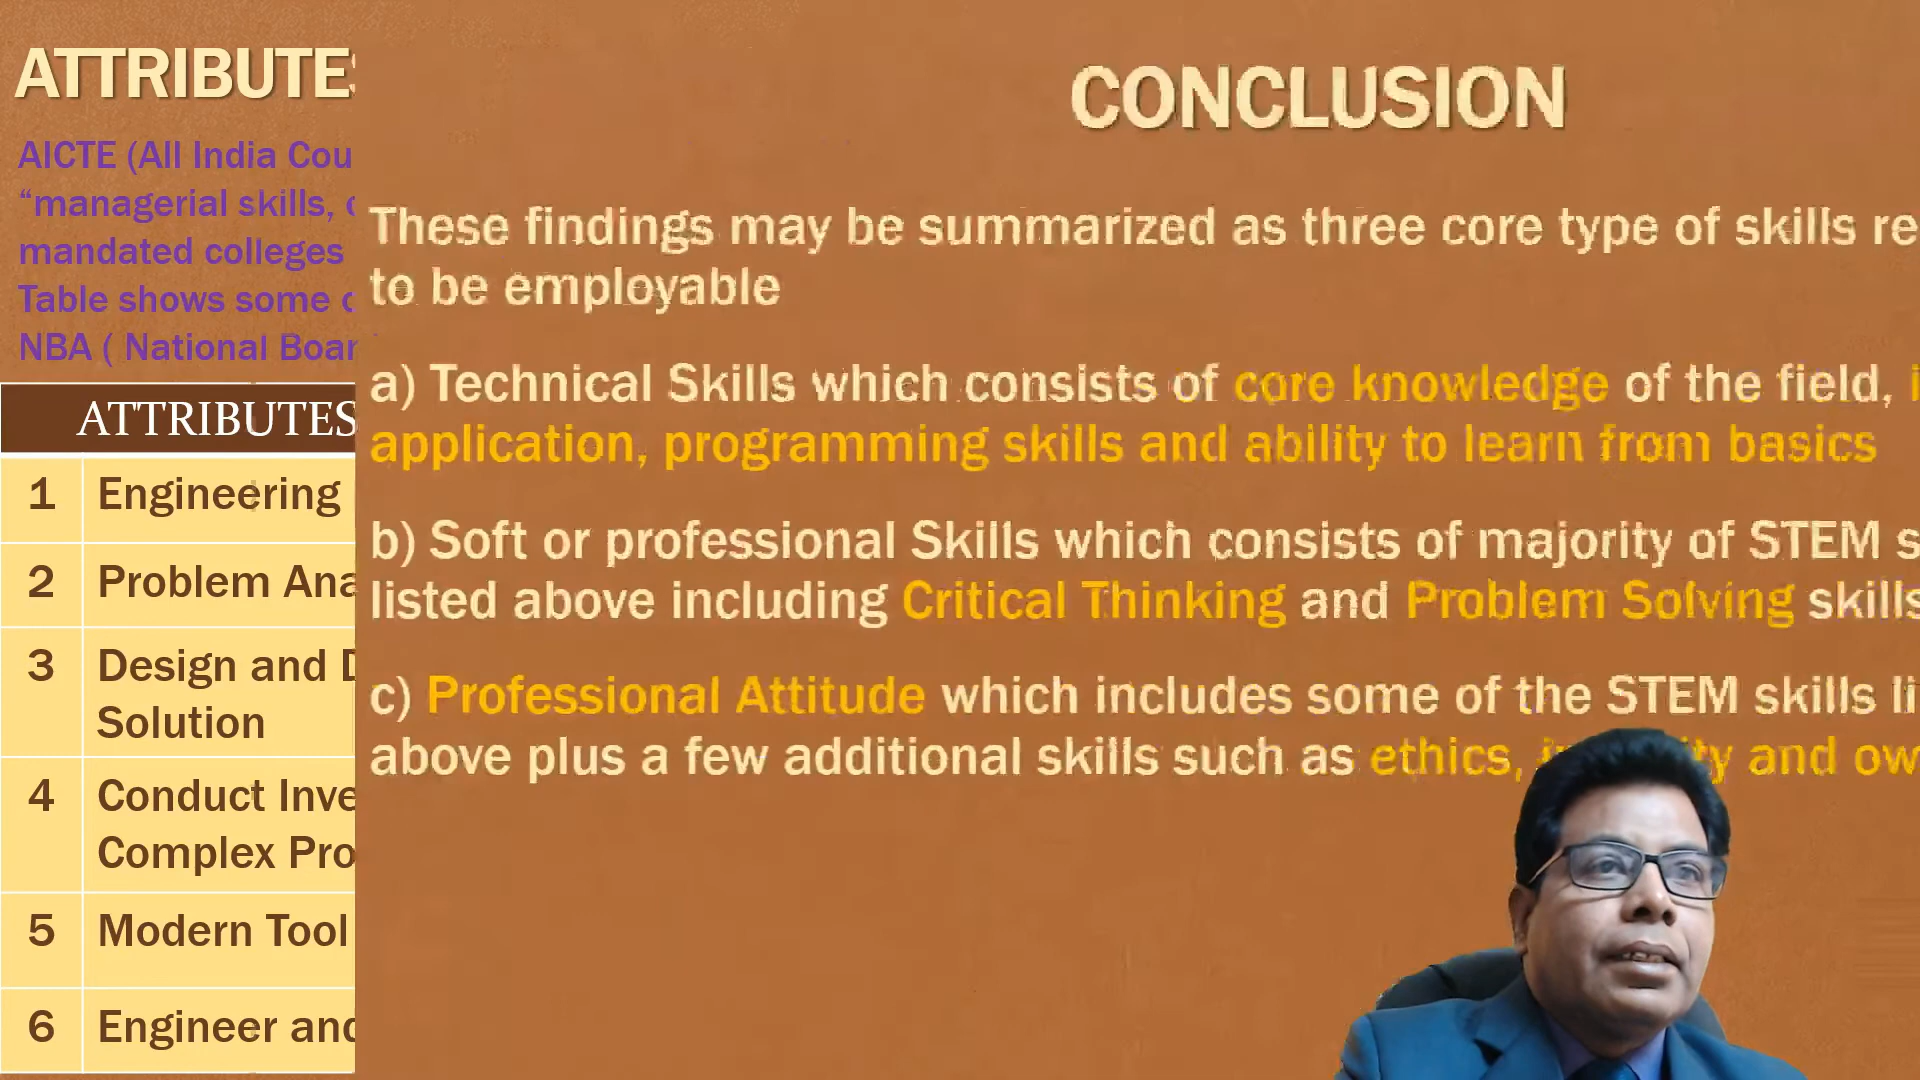 ATTRIBUTES
AICTE (All India Cou
“managerial skills,
mandated colleges
Table shows some
NBA ( National Boar
ATTRIBUTES
1 Engineering
2 Problem Ana
3 Design and
Solution
4 Conduct Inve
Complex Pro
5 Modern Tool
6 Engineer and
CONCLUSION
These findings may be summarized as three core type of skills re
to be employable
a) Technical Skills which consists of core knowledge of the field,
application, programming skills and ability to learn from basics
b) Soft or professional Skills which consists of majority of STEM s
listed above including Critical Thinking and Problem Solving skills
c) Professional Attitude which includes some of the STEM skills li
above plus a few additional skills such as ethics, and ow